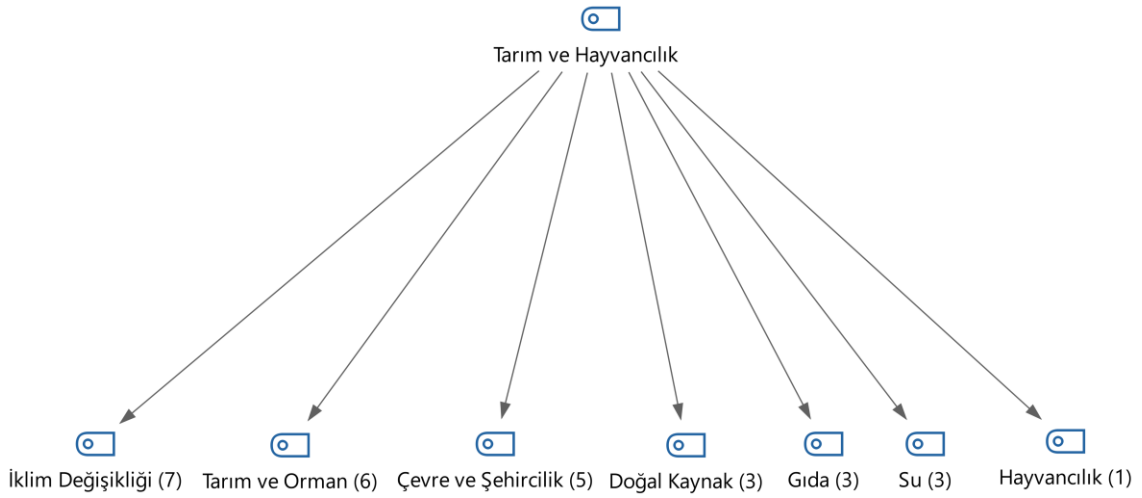 Tarım ve Hayvancılık
İklim Değişikliği (7)
Tarım ve Orman (6)
Çevre ve Şehircilik (5)
Doğal Kaynak (3)
Gıda (3)
Su (3)
Hayvancılık (1)